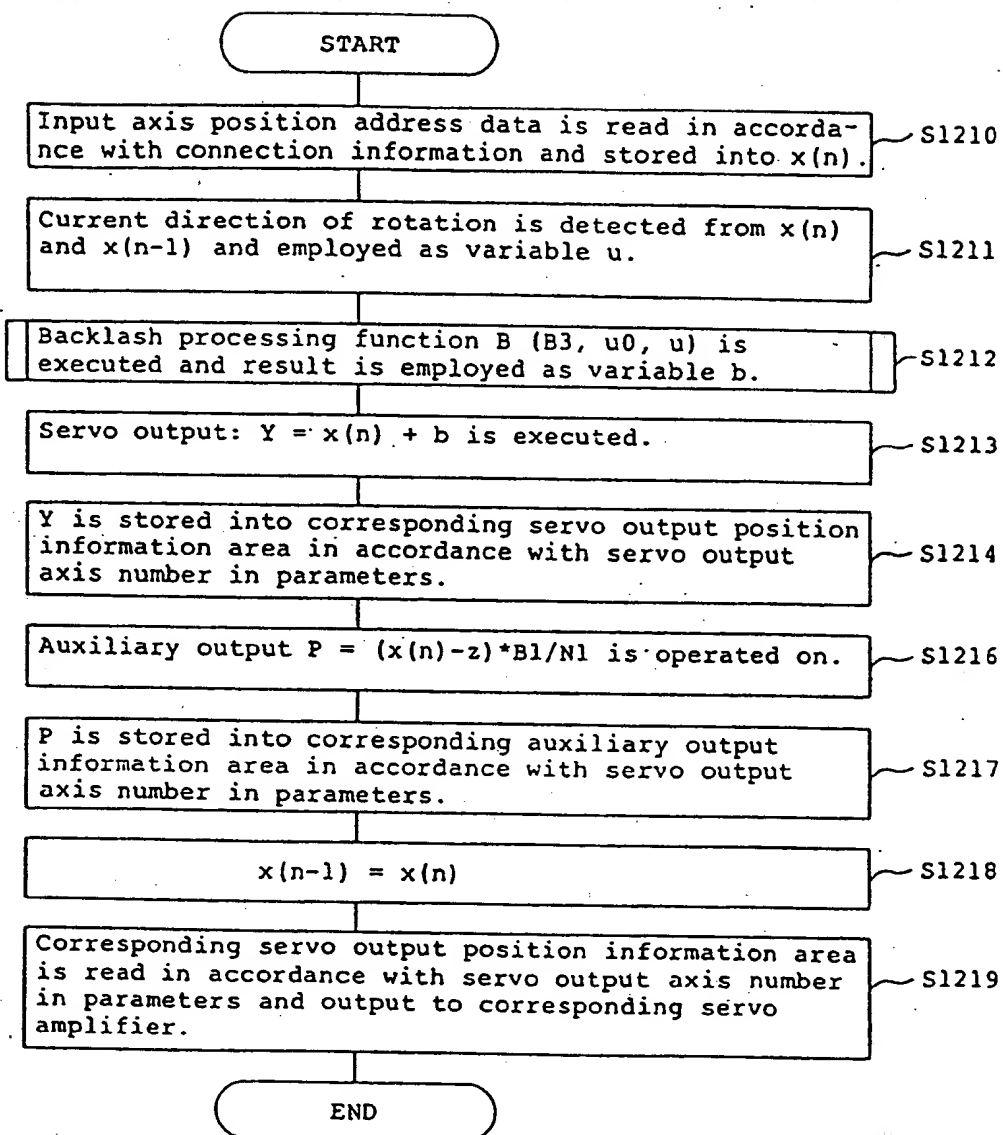 START
Input axis position address data is read in accorda-
nce with connection information and stored into x(n).
S1210
Current direction of rotation is detected from x(n)
and x(n-1) and employed as variable u.
S1211
Backlash processing function B (B3, u0, u) is
executed and result is employed as variable b.
S1212
Servo output: Y = x(n) + b is executed.
S1213
Y is stored into corresponding servo output position
information area in accordance with servo output
axis number in parameters.
S1214
Auxiliary output P = (x(n)-z)*B1/N1 is operated on.
S1216
P is stored into corresponding auxiliary output
information area in accordance with servo output
axis number in parameters.
S1217
x(n-1) = x(n)
S1218
Corresponding servo output position information area
is read in accordance with servo output axis number
in parameters and output to corresponding servo
amplifier.
S1219
END